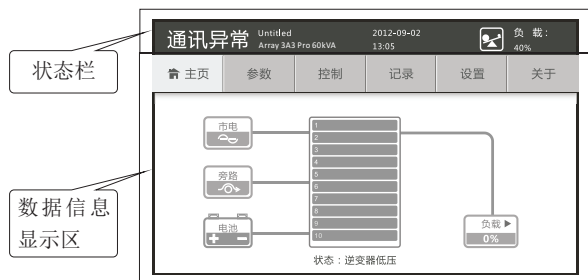 通讯异常 Untitled 2012-09-02 负 载:
Array 3A3 Pro 60kVA 13:05 40%
状态栏
主页 参数 控制 记录 设置 关于
市电
1
2
3
4
旁路
5
6
7
8
数据信息
显示区
电池
9
10
负载
0%
状态:逆变器低压